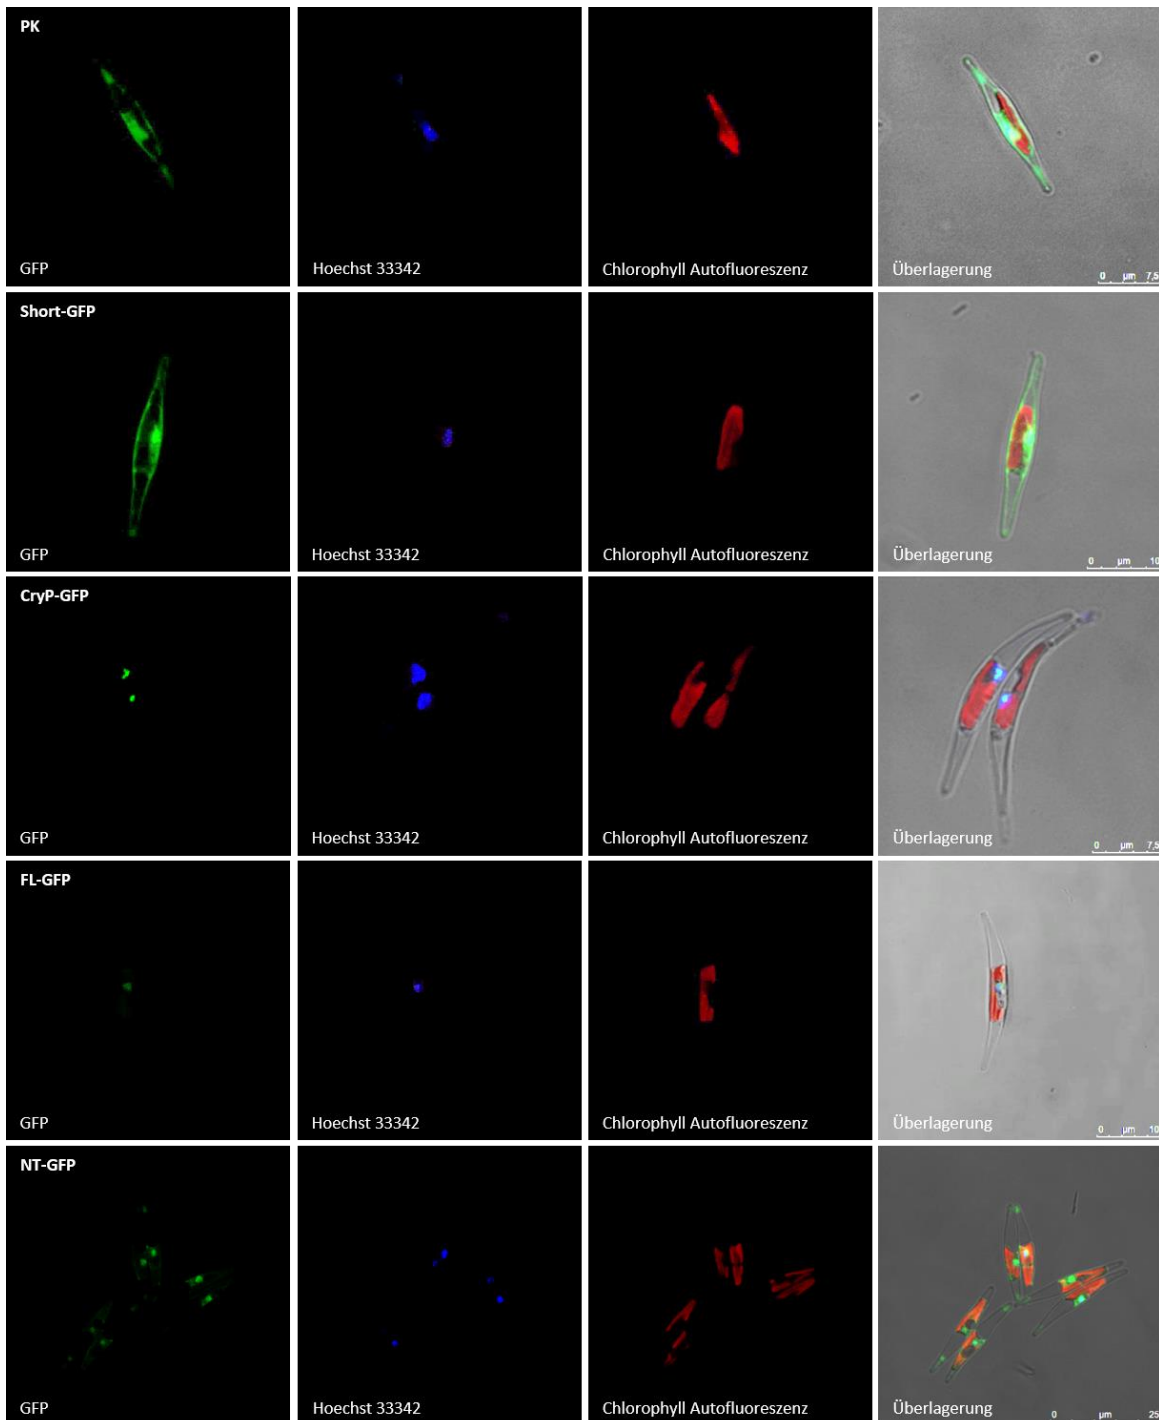 PK
GFP
Hoechst 33342
Chlorophyll Autofluoreszenz
Überlagerung
0 µm 7,5
Short-GFP
GFP
Hoechst 33342
Chlorophyll Autofluoreszenz
Überlagerung
0 µm 10
CryP-GFP
GFP
Hoechst 33342
Chlorophyll Autofluoreszenz
Überlagerung
0 µm 7,5
FL-GFP
GFP
Hoechst 33342
Chlorophyll Autofluoreszenz
Überlagerung
0 µm 10
NT-GFP
GFP
Hoechst 33342
Chlorophyll Autofluoreszenz
Überlagerung
0 µm 25